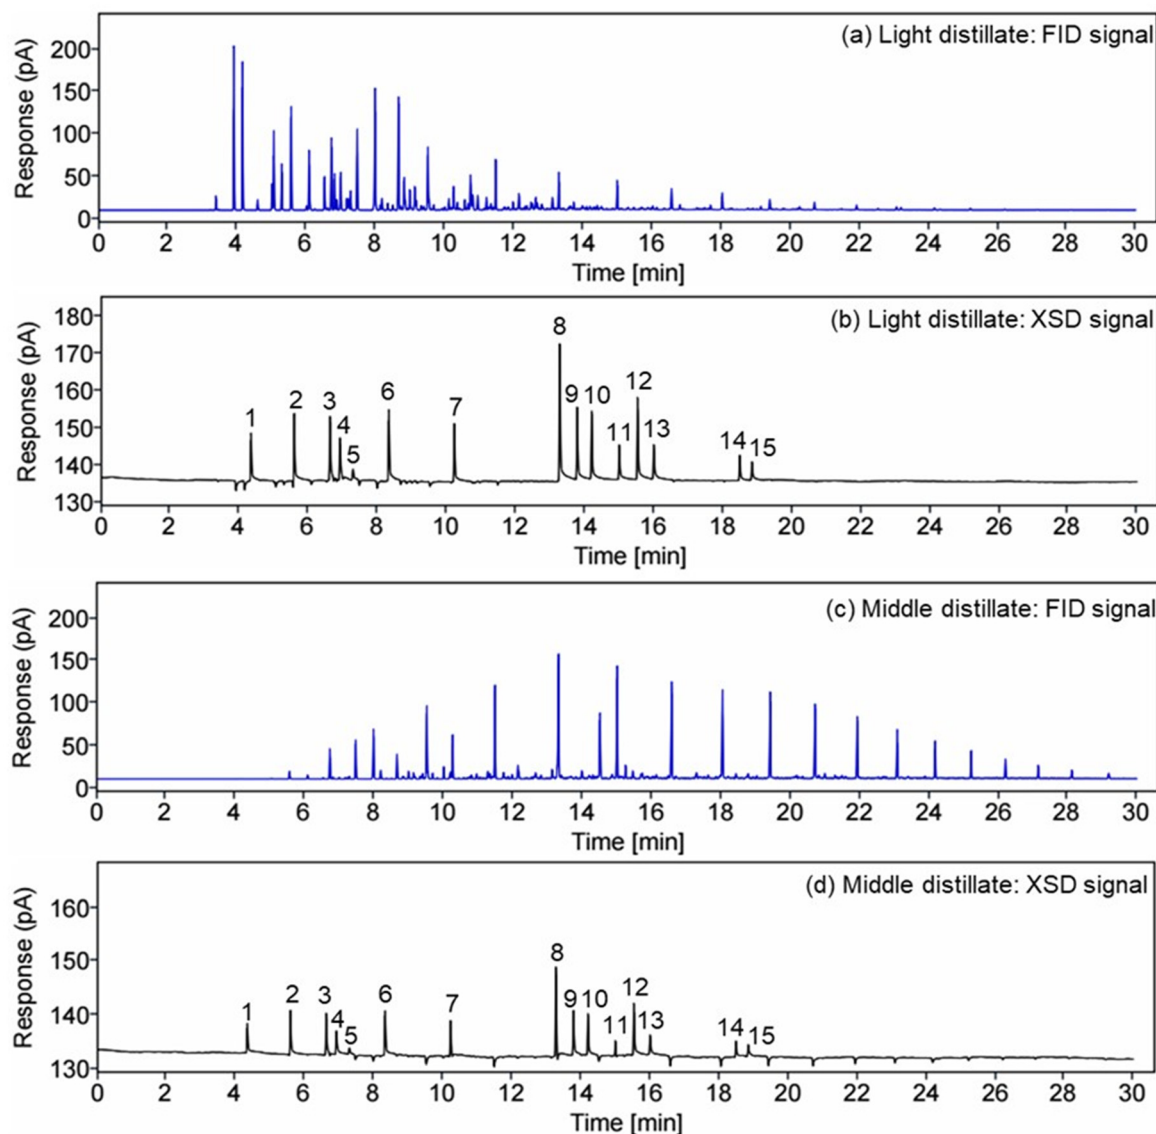 (a) Light distillate: FID signal
Response (pA)
200
150
100
50
0
0 2 4 6 8 10 12 14 16 18 20 22 24 26 28 30
Time [min]
(b) Light distillate: XSD signal
Response (pA)
180
170
160
150
140
130
1 2 3 4 5 6 7 8 9 10 11 12 13 14 15
0 2 4 6 8 10 12 14 16 18 20 22 24 26 28 30
Time [min]
(c) Middle distillate: FID signal
Response (pA)
200
150
100
50
0
0 2 4 6 8 10 12 14 16 18 20 22 24 26 28 30
Time [min]
(d) Middle distillate: XSD signal
Response (pA)
160
150
140
130
1 2 3 4 5 6 7 8 9 10 11 12 13 14 15
0 2 4 6 8 10 12 14 16 18 20 22 24 26 28 30
Time [min]